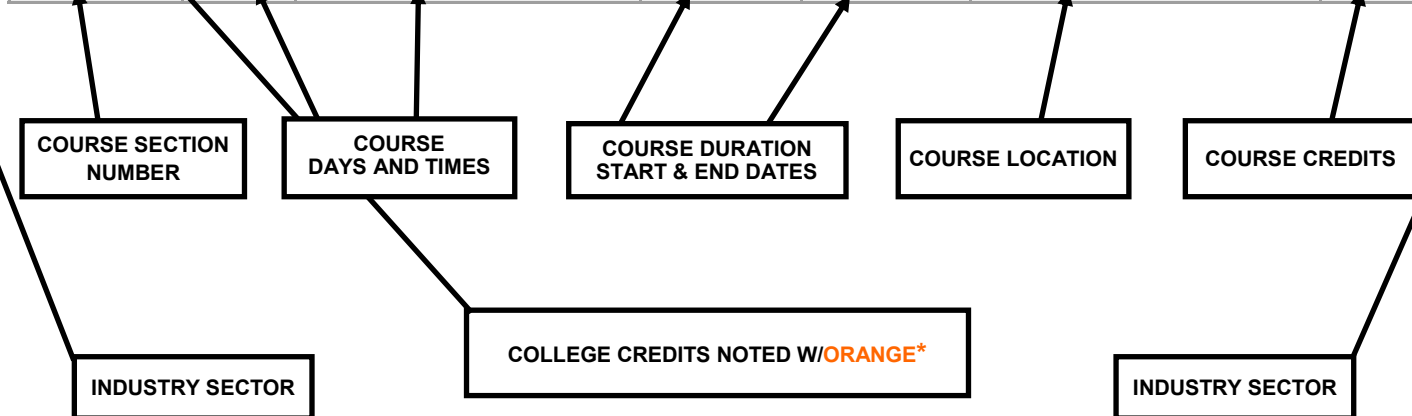 COURSE SECTION
NUMBER
COURSE
DAYS AND TIMES
COURSE DURATION
START & END DATES
COURSE LOCATION
COURSE CREDITS
COLLEGE CREDITS NOTED W/ORANGE*
INDUSTRY SECTOR
INDUSTRY SECTOR